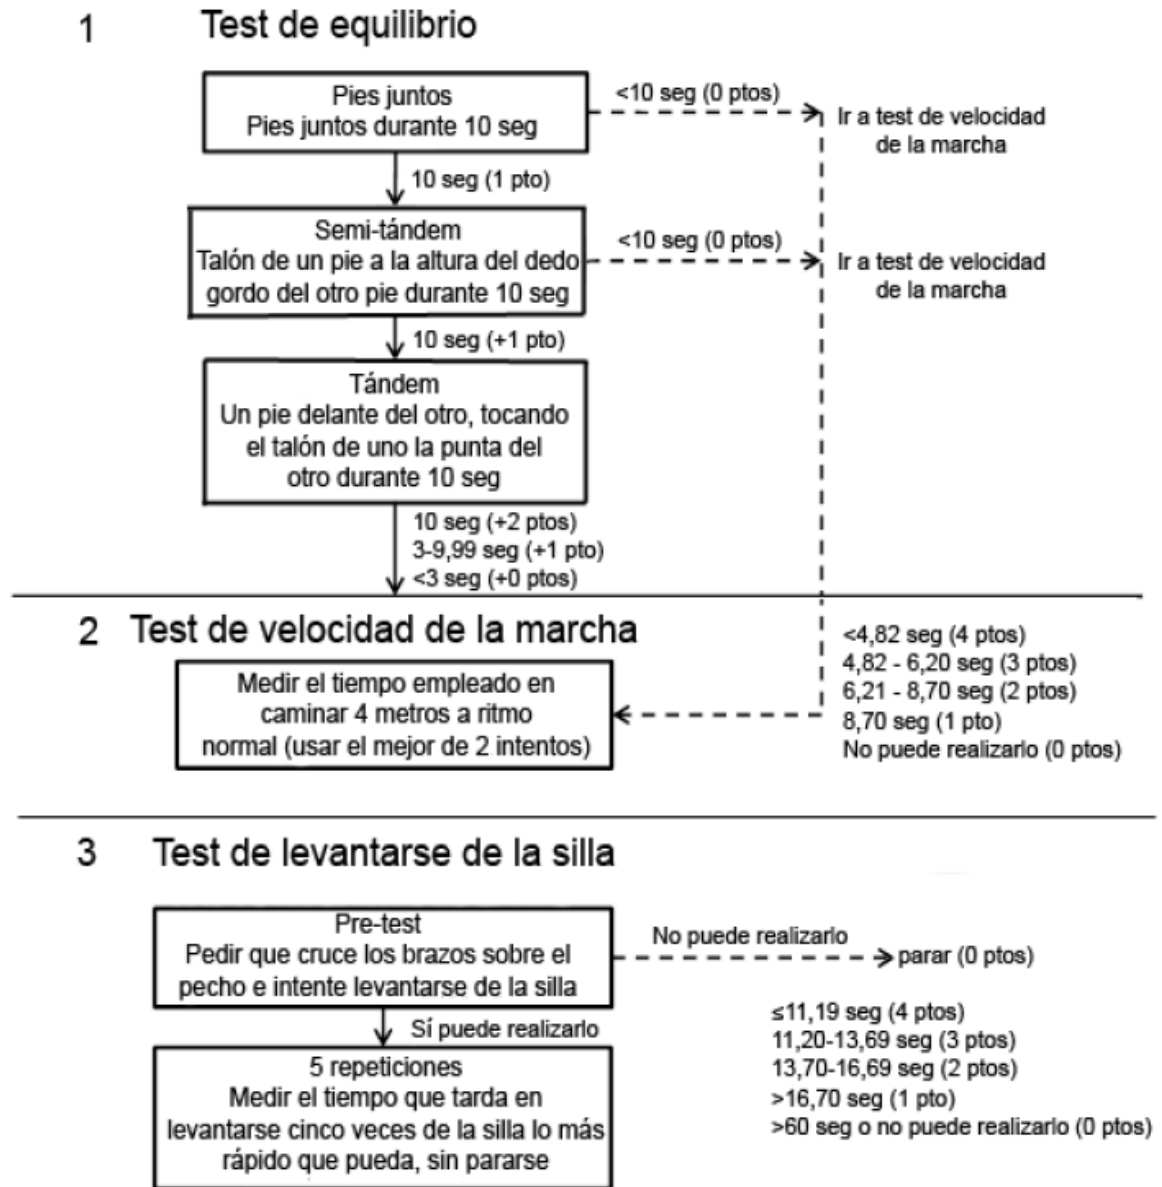 1 Test de equilibrio
Pies juntos
Pies juntos durante 10 seg
<10 seg (0 ptos)
Ir a test de velocidad
de la marcha
10 seg (1 pto)
Semi-tándem
Talón de un pie a la altura del dedo
gordo del otro pie durante 10 seg
<10 seg (0 ptos)
Ir a test de velocidad
de la marcha
10 seg (+1 pto)
Tándem
Un pie delante del otro, tocando
el talón de uno la punta del
otro durante 10 seg
10 seg (+2 ptos)
3-9,99 seg (+1 pto)
<3 seg (+0 ptos)
2 Test de velocidad de la marcha
Medir el tiempo empleado en
caminar 4 metros a ritmo
normal (usar el mejor de 2 intentos)
<4,82 seg (4 ptos)
4,82 - 6,20 seg (3 ptos)
6,21 - 8,70 seg (2 ptos)
8,70 seg (1 pto)
No puede realizarlo (0 ptos)
3 Test de levantarse de la silla
Pre-test
Pedir que cruce los brazos sobre el
pecho e intente levantarse de la silla
No puede realizarlo
parar (0 ptos)
Sí puede realizarlo
5 repeticiones
Medir el tiempo que tarda en
levantarse cinco veces de la silla lo más
rápido que pueda, sin pararse
≤11,19 seg (4 ptos)
11,20-13,69 seg (3 ptos)
13,70-16,69 seg (2 ptos)
>16,70 seg (1 pto)
>60 seg o no puede realizarlo (0 ptos)